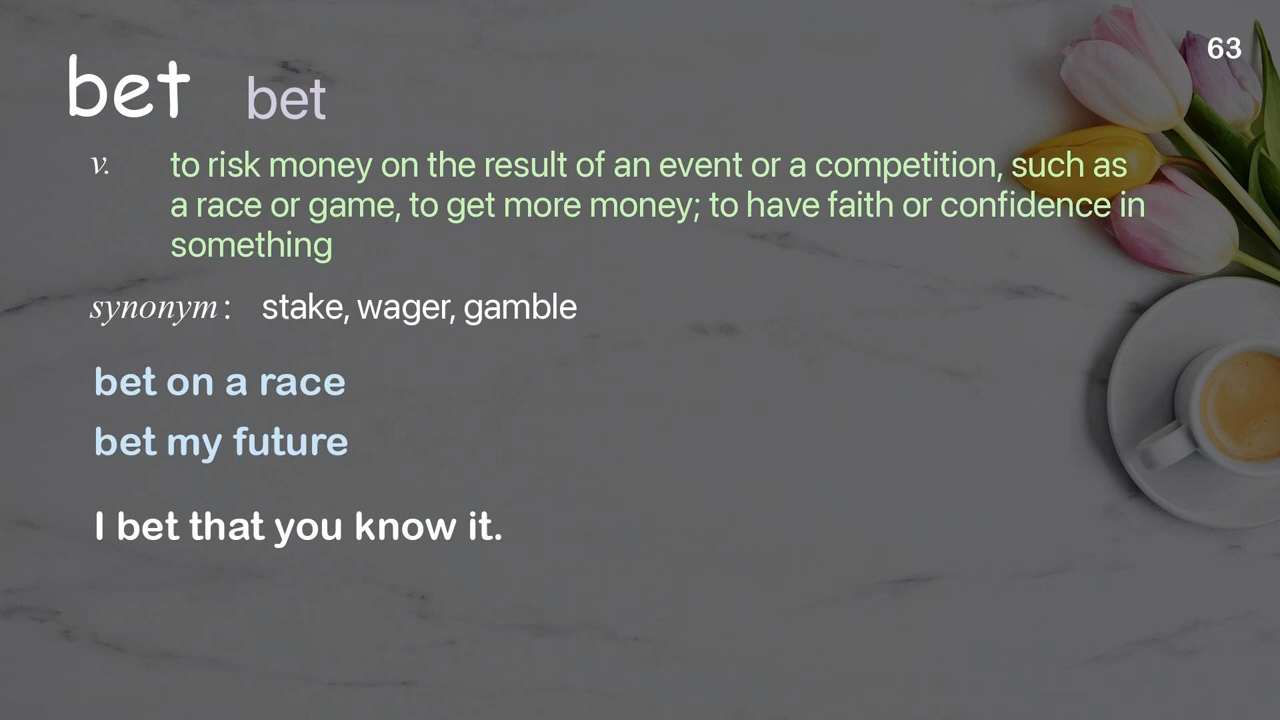 63
bet bet
v. to risk money on the result of an event or a competition, such as
a race or game, to get more money; to have faith or confidence in
something
synonym : stake, wager, gamble
bet on a race
bet my future
I bet that you know it.